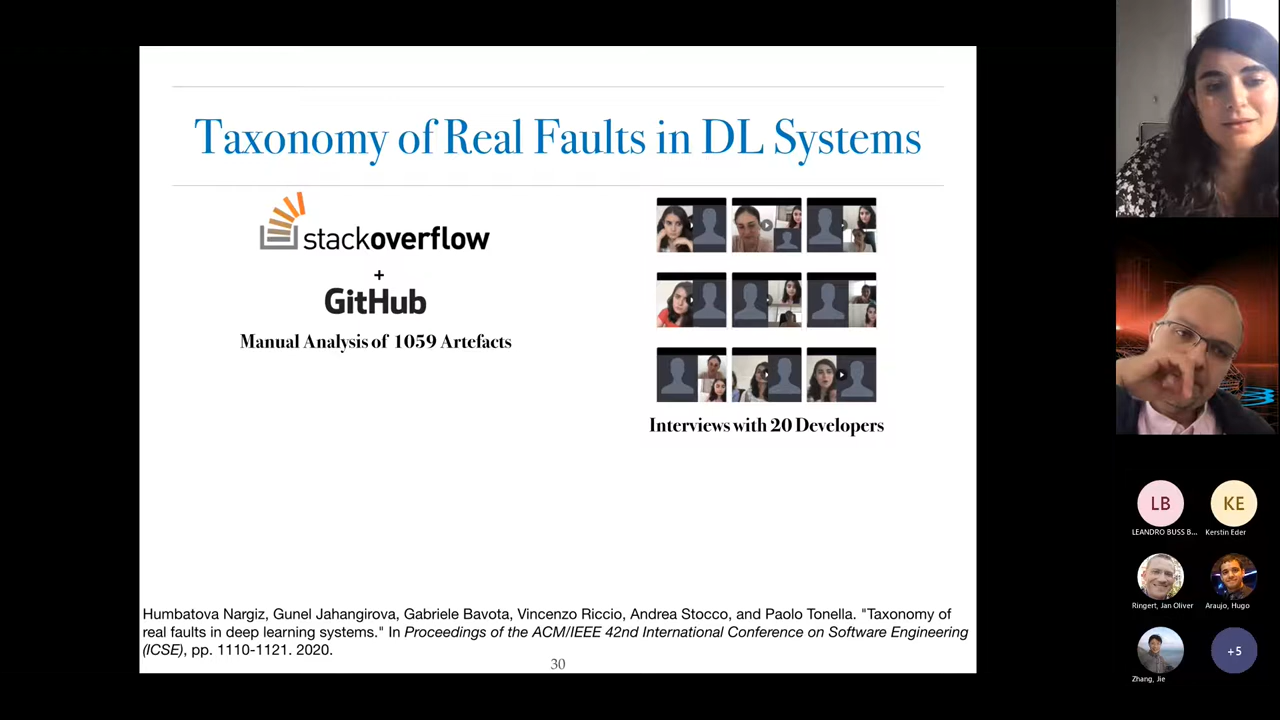 Taxonomy of Real Faults in DL Systems
stackoverflow
+
GitHub
Manual Analysis of 1059 Artefacts
Interviews with 20 Developers
Humbatova Nargiz, Gunel Jahangirova, Gabriele Bavota, Vincenzo Riccio, Andrea Stocco, and Paolo Tonella. "Taxonomy of
real faults in deep learning systems." In Proceedings of the ACM/IEEE 42nd International Conference on Software Engineering
(ICSE), pp. 1110-1121. 2020.
30
LB
KE
LEANDRO BUSS B...
Kerstin Eder
Ringert, Jan Oliver
Araujo, Hugo
+5
Zhang, Jie